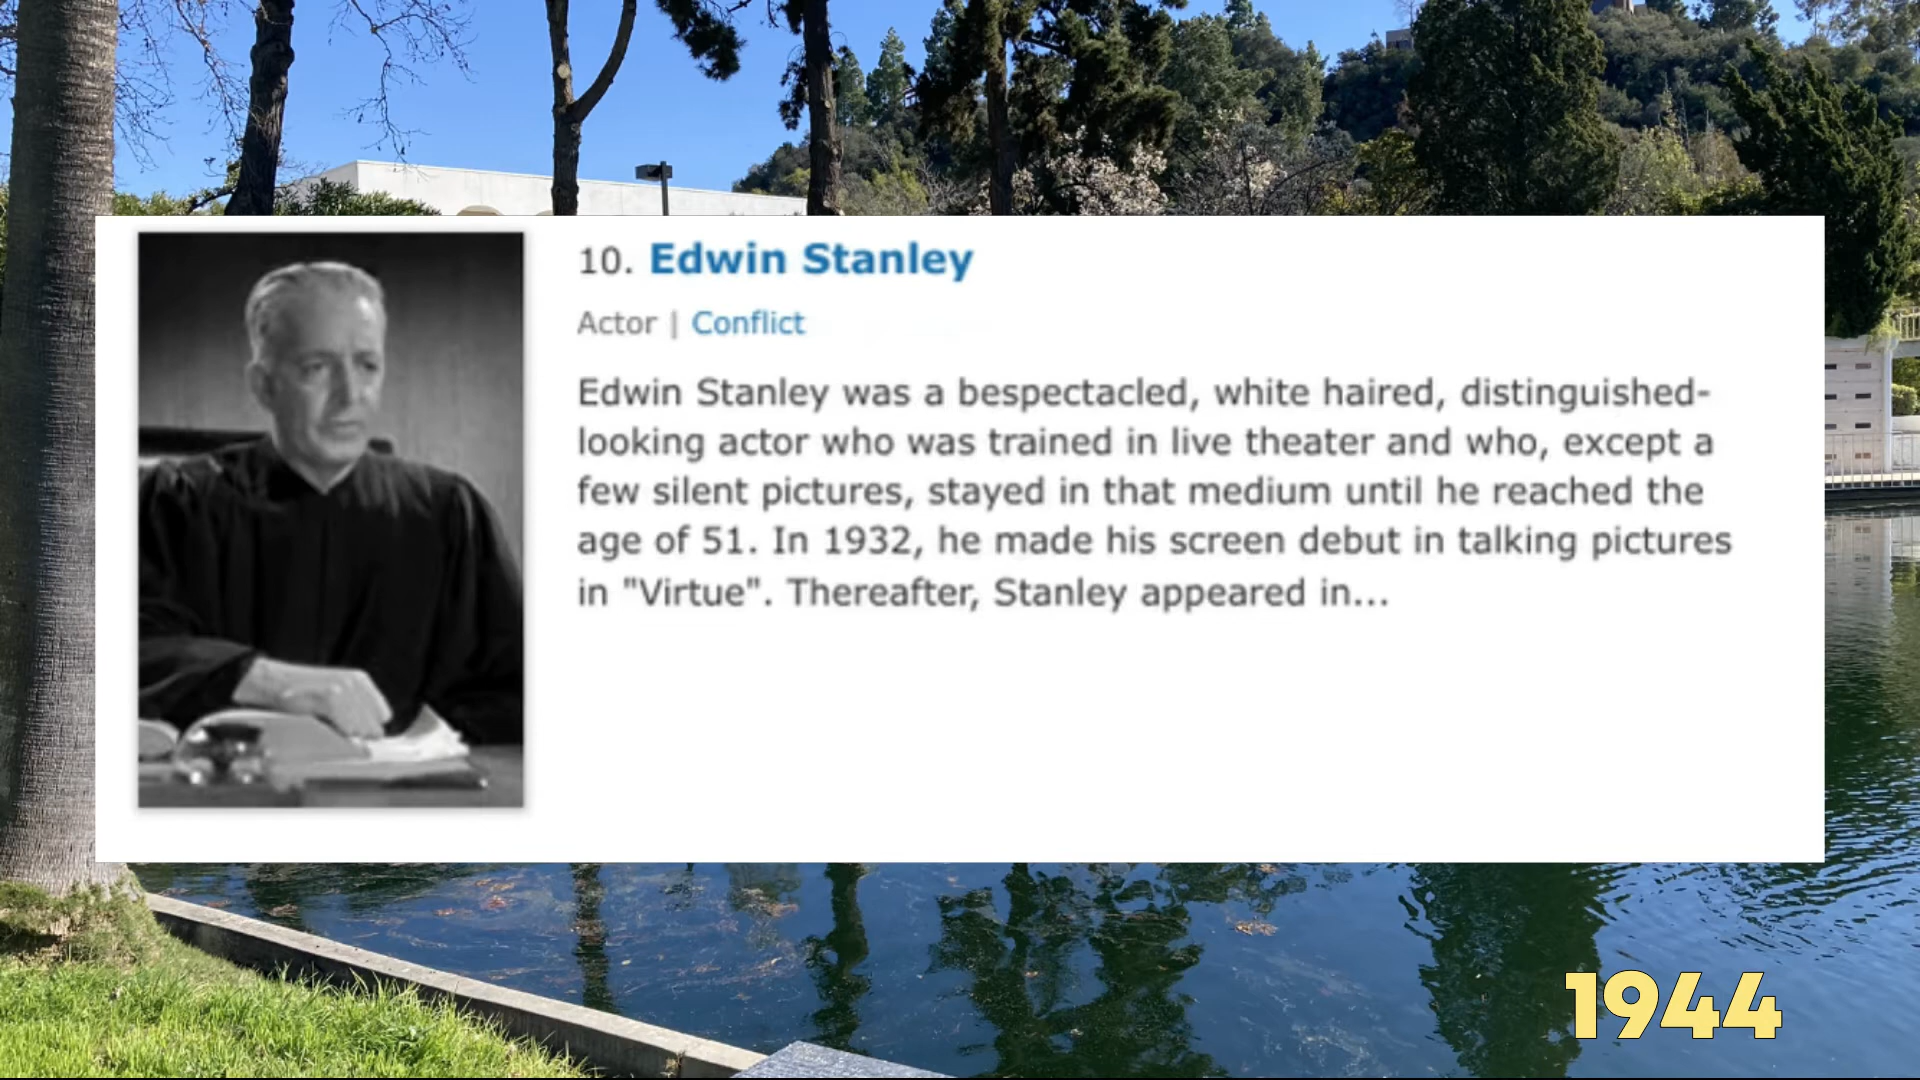 10. Edwin Stanley
Actor | Conflict
Edwin Stanley was a bespectacled, white haired, distinguished-
looking actor who was trained in live theater and who, except a
few silent pictures, stayed in that medium until he reached the
age of 51. In 1932, he made his screen debut in talking pictures
in "Virtue". Thereafter, Stanley appeared in...
1944